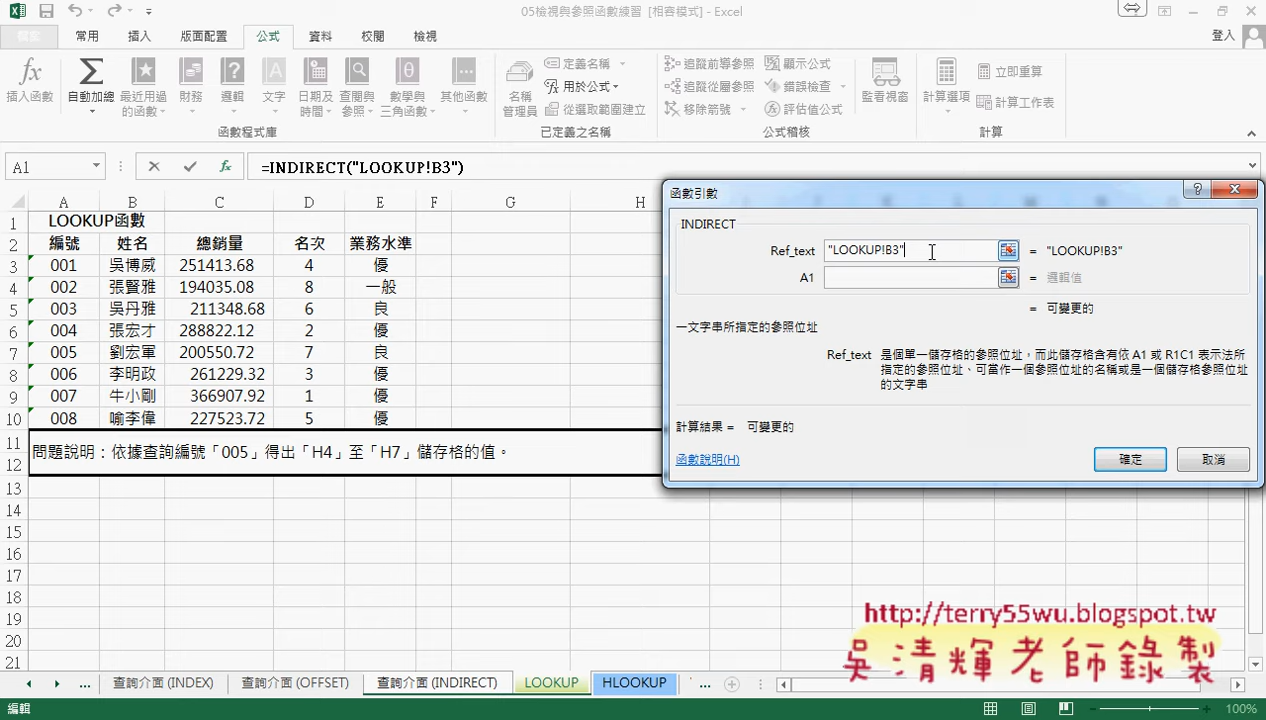 05檢視與參照函數練習 [相容模式] - Excel
常用 插入 版面配置 公式 資料 校閱 檢視 登入
插入函數 自動加總 最近用過的函數 財務 邏輯 文字 日期及時間 查閱與參照 數學與三角函數 其他函數 名稱管理員 定義名稱 用於公式 從選取範圍建立 追蹤前導參照 追蹤從屬參照 移除箭號 顯示公式 錯誤檢查 評估值公式 監看視窗 計算選項 立即重算 計算工作表
函數程式庫 已定義之名稱 公式稽核 計算
A1 =INDIRECT("LOOKUP!B3")
A B C D E F G H
1 LOOKUP函數
2 編號 姓名 總銷量 名次 業務水準
3 001 吳博威 251413.68 4 優
4 002 張賢雅 194035.08 8 一般
5 003 吳丹雅 211348.68 6 良
6 004 張宏才 288822.12 2 優
7 005 劉宏軍 200550.72 7 良
8 006 李明政 261229.32 3 優
9 007 牛小剛 366907.92 1 優
10 008 喻李偉 227523.72 5 優
11 問題說明：依據查詢編號「005」得出「H4」至「H7」儲存格的值。
12
13
14
15
16
17
18
19
20
21
函數引數
INDIRECT
Ref_text "LOOKUP!B3" = "LOOKUP!B3"
A1 = 邏輯值
= 可變更的
一文字串所指定的參照位址
Ref_text 是個單一儲存格的參照位址，而此儲存格含有依 A1 或 R1C1 表示法所
指定的參照位址、可當作一個參照位址的名稱或是一個儲存格參照位址
的文字串
計算結果 = 可變更的
函數說明(H) 確定 取消
http://terry55wu.blogspot.tw
吳清輝老師錄製
... 查詢介面 (INDEX) 查詢介面 (OFFSET) 查詢介面 (INDIRECT) LOOKUP HLOOKUP ...
編輯 100%